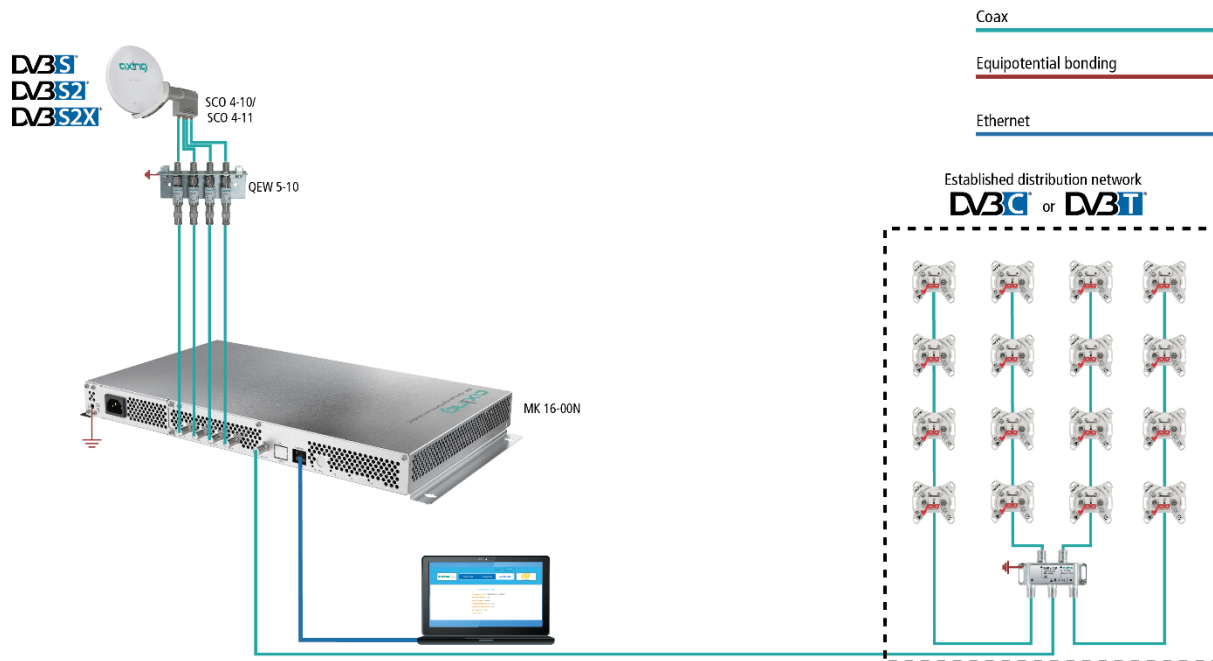 Coax
Equipotential bonding
Ethernet
DVB S
DVB S2
DVB S2X
axing
SCO 4-10/
SCO 4-11
QEW 5-10
MK 16-00N
axing
Established distribution network
DVB C or DVB T